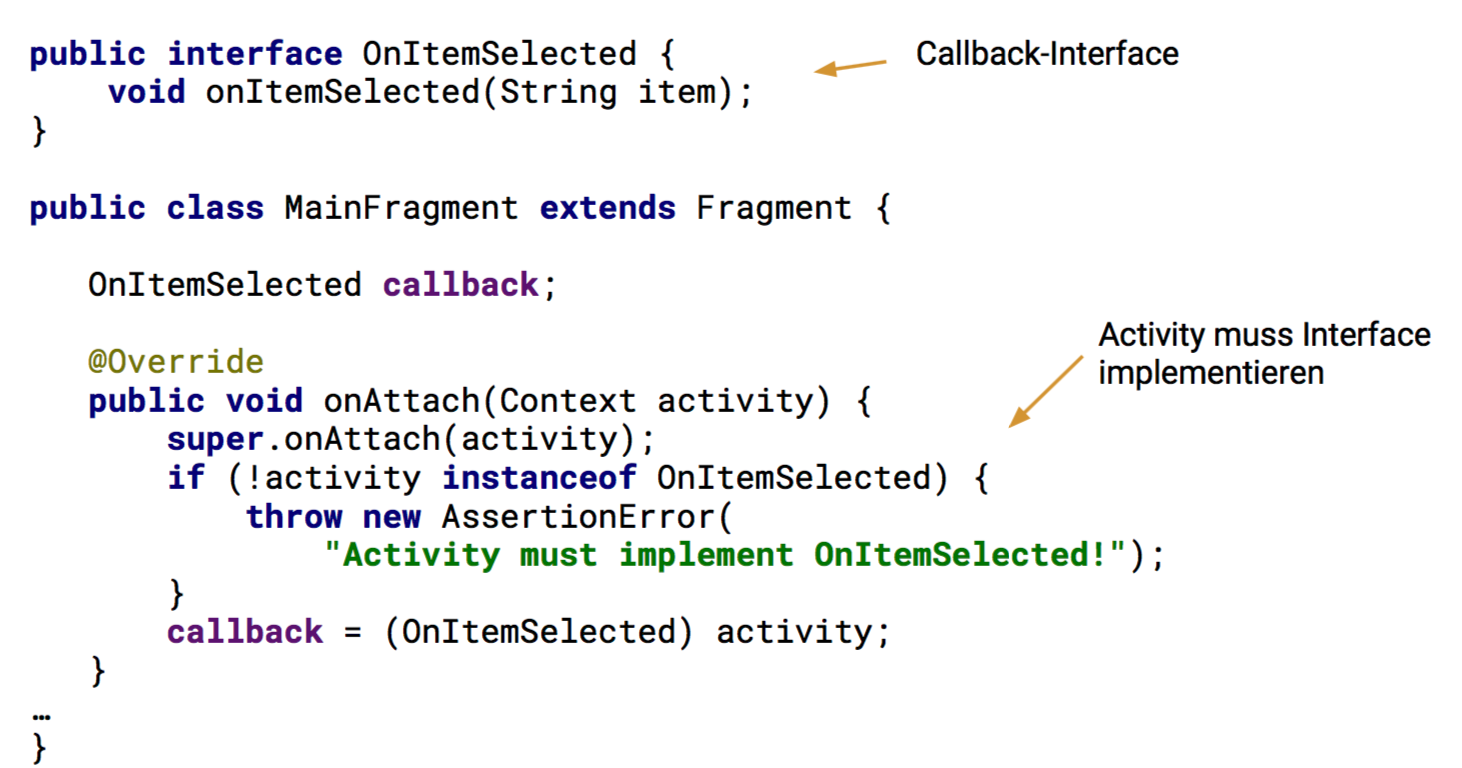 public interface OnItemSelected {
    void onItemSelected(String item);
}
Callback-Interface
public class MainFragment extends Fragment {
   OnItemSelected callback;
   @Override
   public void onAttach(Context activity) {
       super.onAttach(activity);
       if (!activity instanceof OnItemSelected) {
           throw new AssertionError(
               "Activity must implement OnItemSelected!");
       }
       callback = (OnItemSelected) activity;
   }
…
}
Activity muss Interface
implementieren